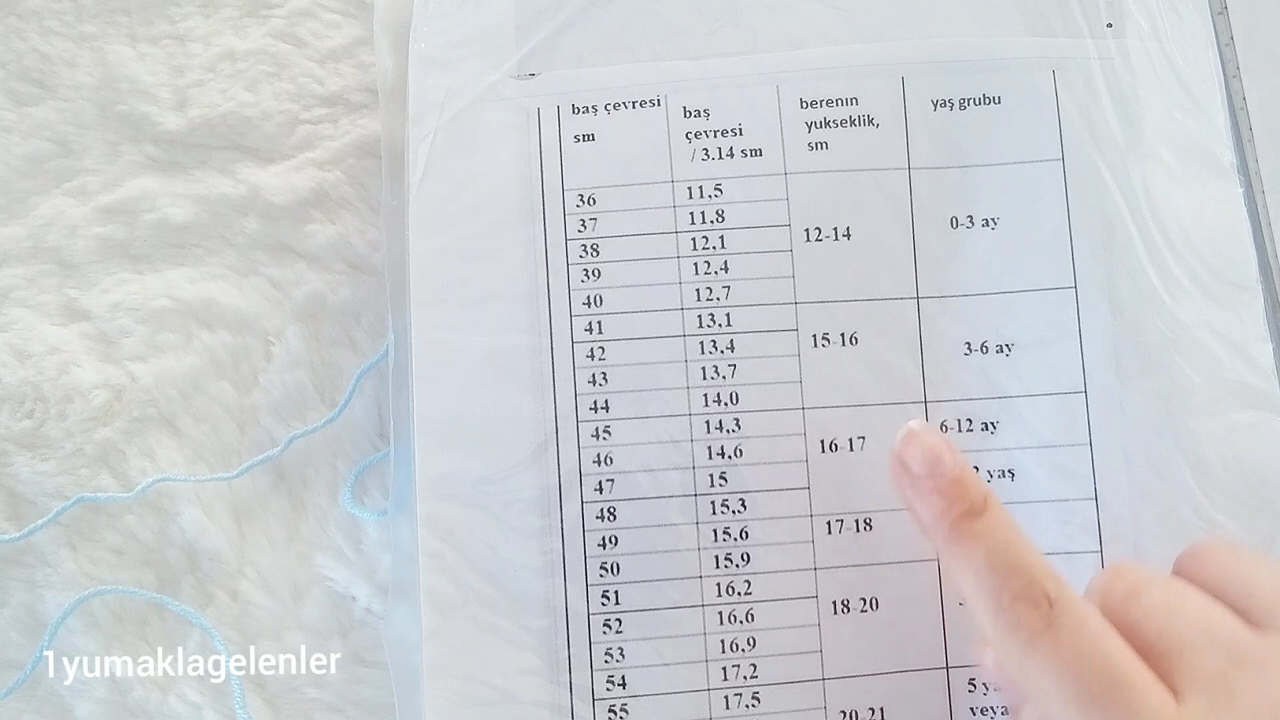 baş çevresi
sm
baş
çevresi
/ 3.14 sm
berenın
yukseklik,
sm
yaş grubu
36 11,5
37 11,8
38 12,1
39 12,4
40 12,7
12-14
0-3 ay
41 13,1
42 13,4
43 13,7
44 14,0
15-16
3-6 ay
45 14,3
46 14,6
47 15
48 15,3
16-17
6-12 ay
yaş
49 15,6
50 15,9
17-18
51 16,2
52 16,6
53 16,9
54 17,2
18-20
55 17,5
20-21
5
veya
1yumaklagelenler